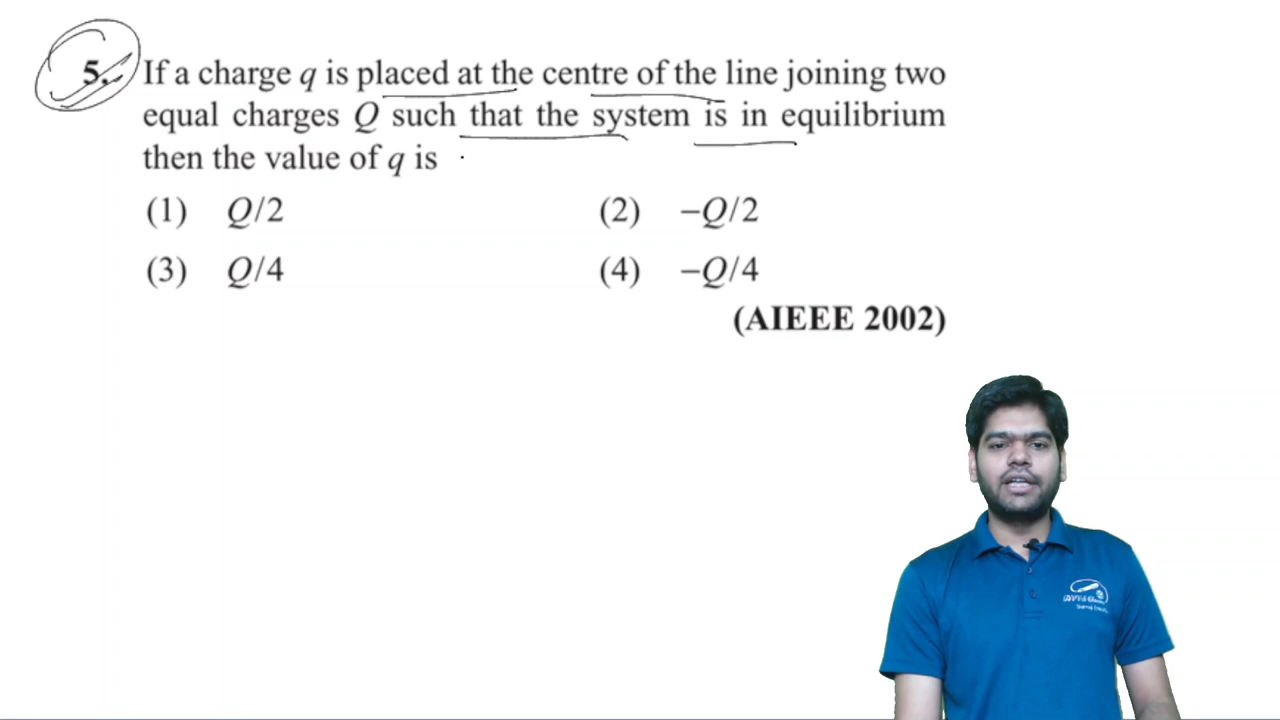 5. If a charge q is placed at the centre of the line joining two
equal charges Q such that the system is in equilibrium
then the value of q is
(1) Q/2 (2) −Q/2
(3) Q/4 (4) −Q/4
(AIEEE 2002)